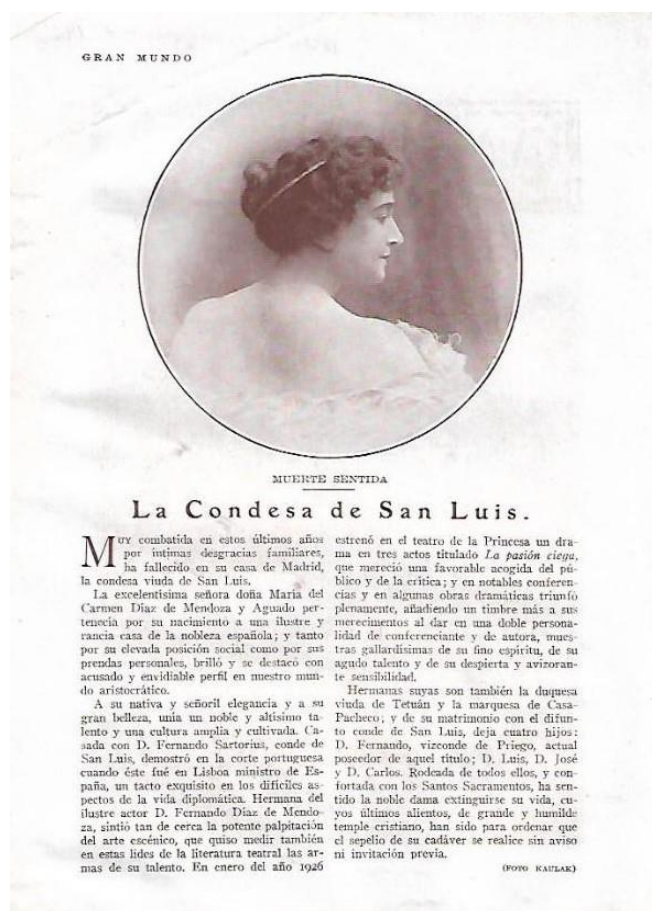 GRAN MUNDO
MUERTE SENTIDA
La Condesa de San Luis.
MUY combatida en estos últimos años
por íntimas desgracias familiares,
ha fallecido en su casa de Madrid,
la condesa viuda de San Luis.
La excelentísima señora doña María del
Carmen Díaz de Mendoza y Aguado per-
tenecía por su nacimiento a una ilustre y
rancia casa de la nobleza española; y tanto
por su elevada posición social como por sus
prendas personales, brilló y se destacó con
acusado y envidiable perfil en nuestro mun-
do aristocrático.
A su nativa y señoril elegancia y a su
gran belleza, unía un noble y altísimo ta-
lento y una cultura amplia y cultivada. Ca-
sada con D. Fernando Sartorius, conde de
San Luis, demostró en la corte portuguesa
cuando éste fué en Lisboa ministro de Es-
paña, un tacto exquisito en los difíciles as-
pectos de la vida diplomática. Hermana del
ilustre actor D. Fernando Díaz de Mendo-
za, sintió tan de cerca la potente palpitación
del arte escénico, que quiso medir también
en estas lides de la literatura teatral las ar-
mas de su talento. En enero del año 1926
estrenó en el teatro de la Princesa un dra-
ma en tres actos titulado La pasión ciega,
que mereció una favorable acogida del pú-
blico y de la crítica; y en notables conferen-
cias y en algunas obras dramáticas triunfó
plenamente, añadiendo un timbre más a sus
merecimientos al dar en una doble persona-
lidad de conferenciante y de autora, mues-
tras gallardísimas de su fino espíritu, de su
agudo talento y de su despierta y avizoran-
te sensibilidad.
Hermanas suyas son también la duquesa
viuda de Tetuán y la marquesa de Casa-
Pacheco; y de su matrimonio con el difun-
to conde de San Luis, deja cuatro hijos:
D. Fernando, vizconde de Priego, actual
poseedor de aquel título; D. Luis, D. José
y D. Carlos. Rodeada de todos ellos, y con-
fortada con los Santos Sacramentos, ha sen-
tido la noble dama extinguirse su vida, cu-
yos últimos alientos, de grande y humilde
temple cristiano, han sido para ordenar que
el sepelio de su cadáver se realice sin aviso
ni invitación previa.
(FOTO KAULAK)